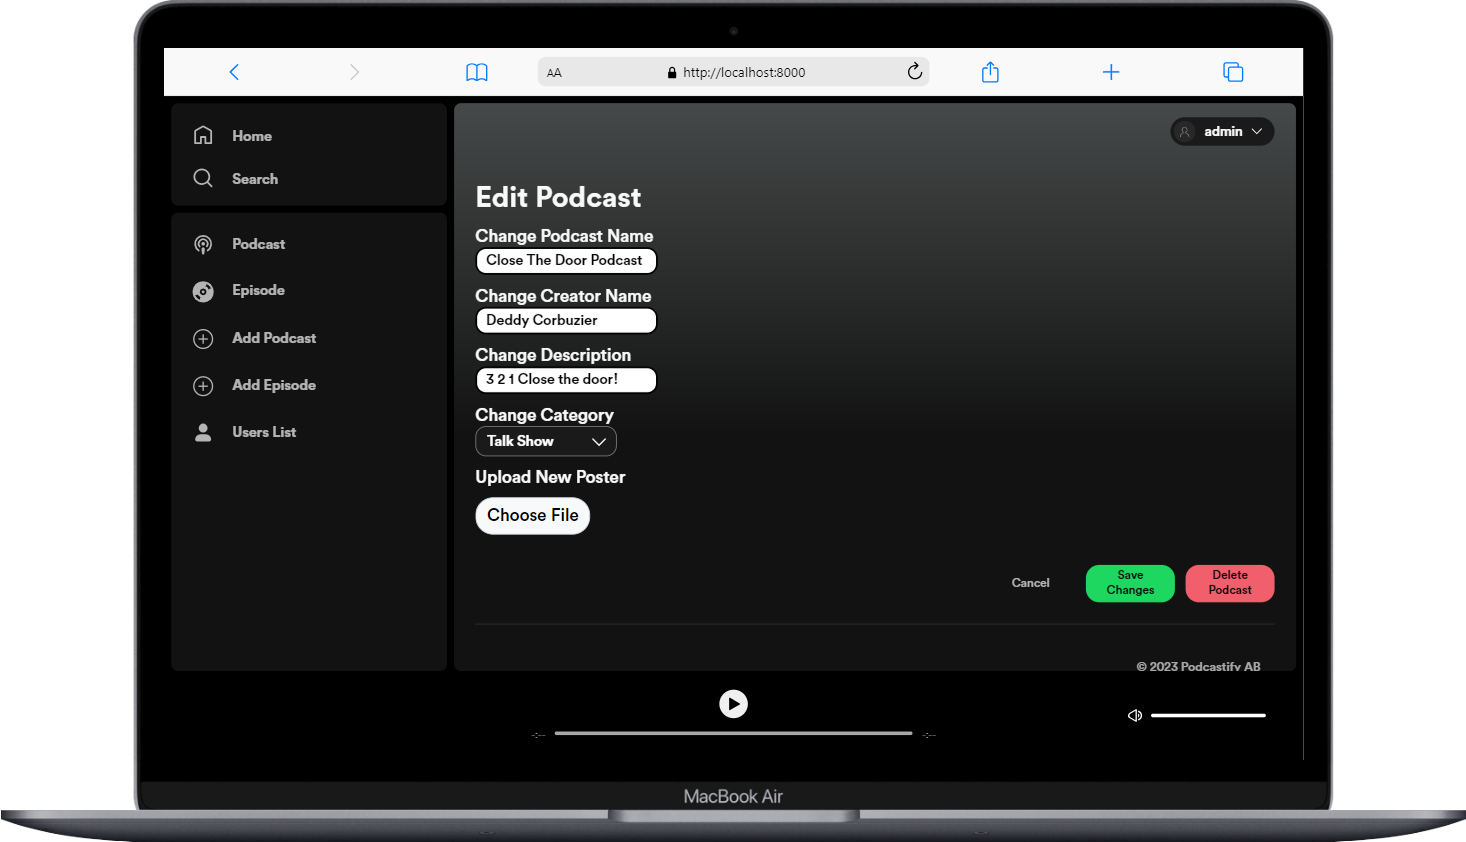 AA
http://localhost:8000
Home
Search
Podcast
Episode
Add Podcast
Add Episode
Users List
admin
Edit Podcast
Change Podcast Name
Close The Door Podcast
Change Creator Name
Deddy Corbuzier
Change Description
3 2 1 Close the door!
Change Category
Talk Show
Upload New Poster
Choose File
Cancel
Save
Changes
Delete
Podcast
© 2023 Podcastify AB
-:--
-:--
MacBook Air